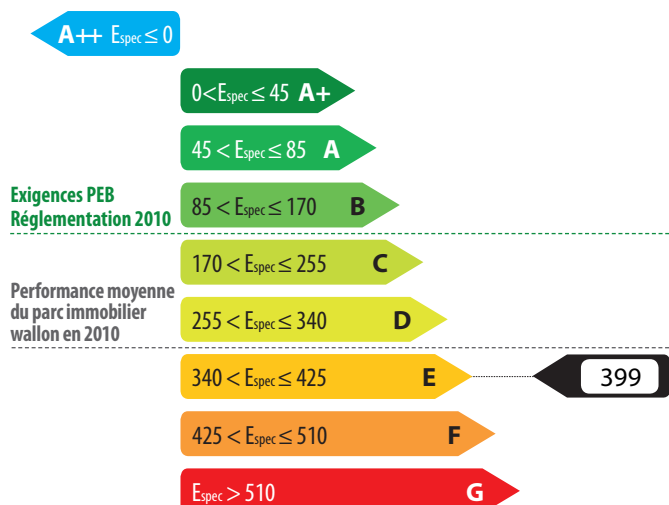 A++ Espec ≤ 0
0<Espec ≤ 45 A+
45 < Espec ≤ 85 A
Exigences PEB
Réglementation 2010
85 < Espec ≤ 170 B
170 < Espec ≤ 255 C
Performance moyenne
du parc immobilier
wallon en 2010
255 < Espec ≤ 340 D
340 < Espec ≤ 425 E 399
425 < Espec ≤ 510 F
Espec > 510 G